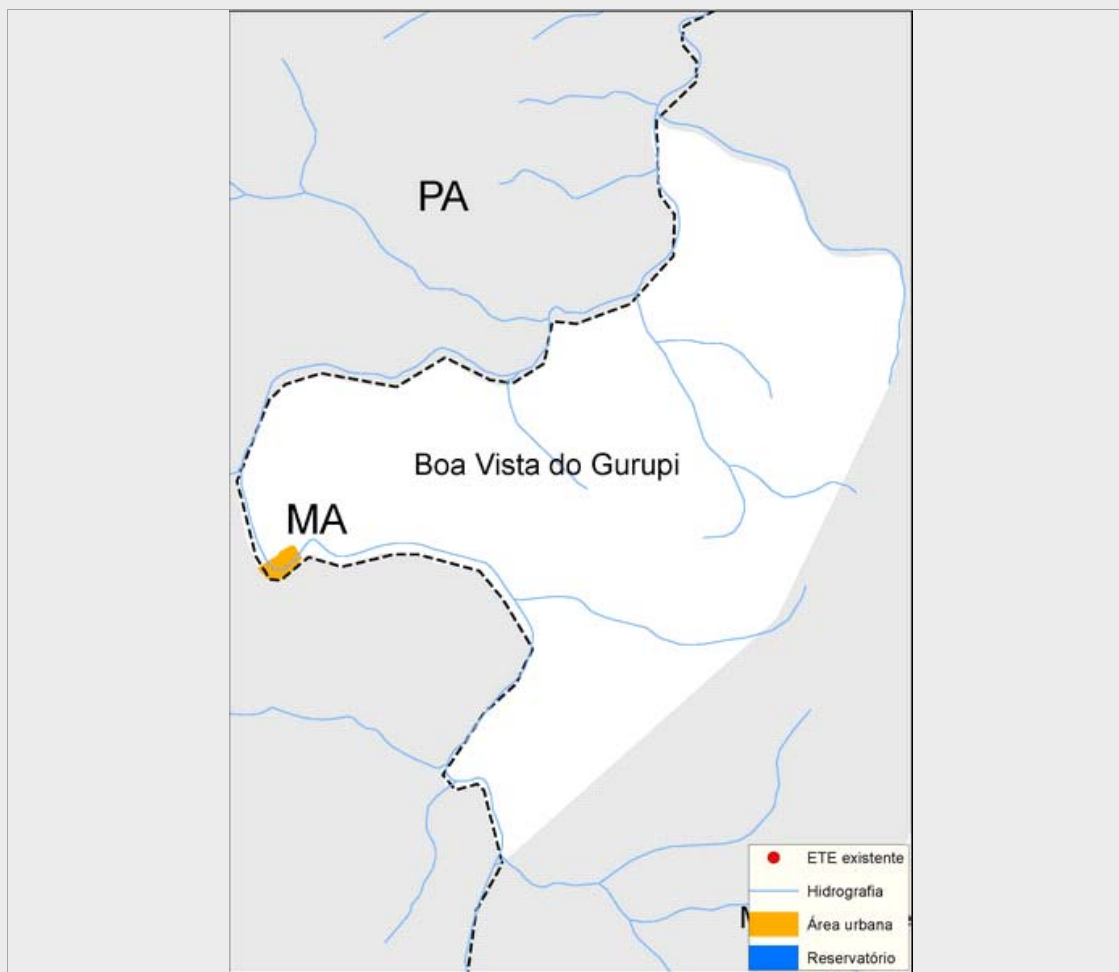 PA
Boa Vista do Gurupi
MA
ETE existente
Hidrografia
Área urbana
Reservatório